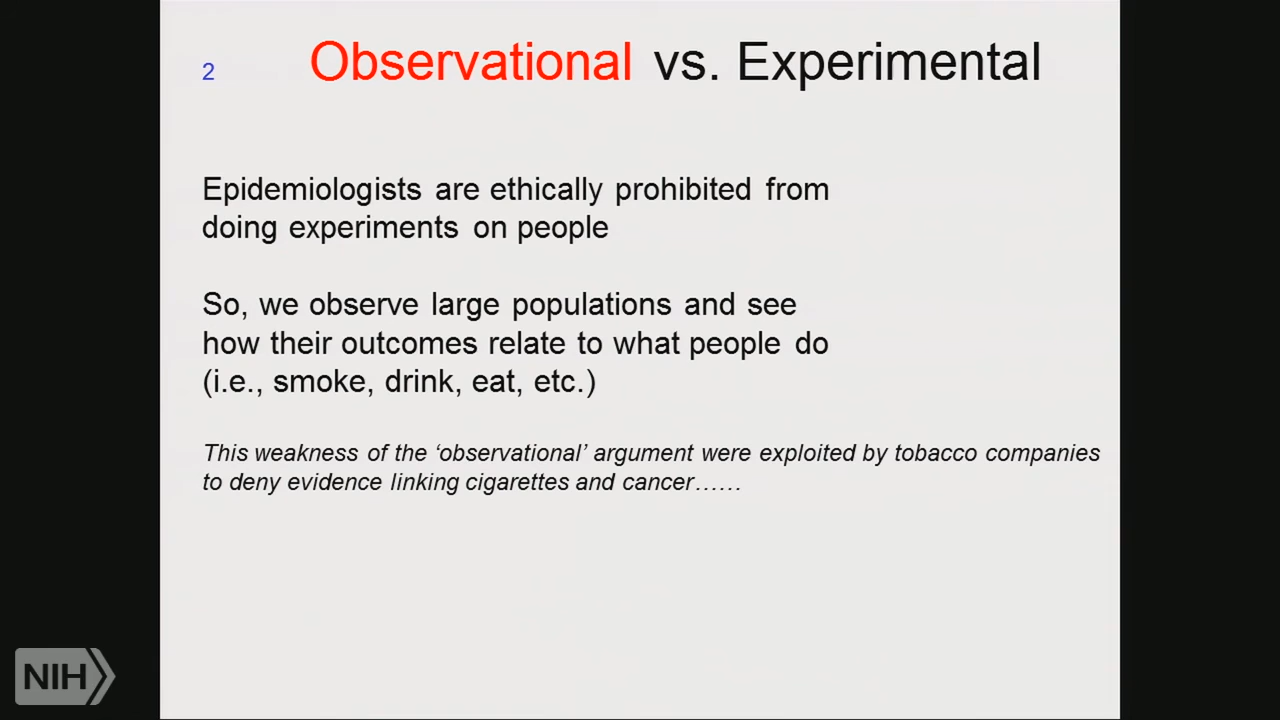 2
Observational vs. Experimental
Epidemiologists are ethically prohibited from
doing experiments on people
So, we observe large populations and see
how their outcomes relate to what people do
(i.e., smoke, drink, eat, etc.)
This weakness of the ‘observational’ argument were exploited by tobacco companies
to deny evidence linking cigarettes and cancer……
NIH